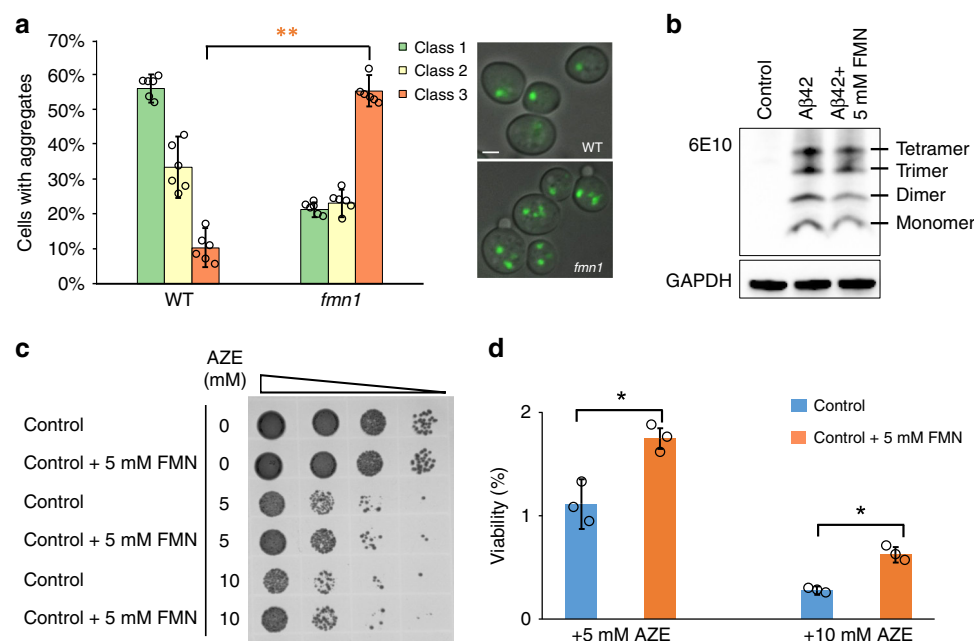 a
70%
60%
50%
40%
30%
20%
10%
0%
Cells with aggregates
**
Class 1
Class 2
Class 3
WT
fmn1
WT
fmn1
b
Control
Aβ42
Aβ42+
5 mM FMN
6E10
Tetramer
Trimer
Dimer
Monomer
GAPDH
c
AZE
(mM)
Control 0
Control + 5 mM FMN 0
Control 5
Control + 5 mM FMN 5
Control 10
Control + 5 mM FMN 10
d
Viability (%)
2
1
0
*
*
Control
Control + 5 mM FMN
+5 mM AZE
+10 mM AZE